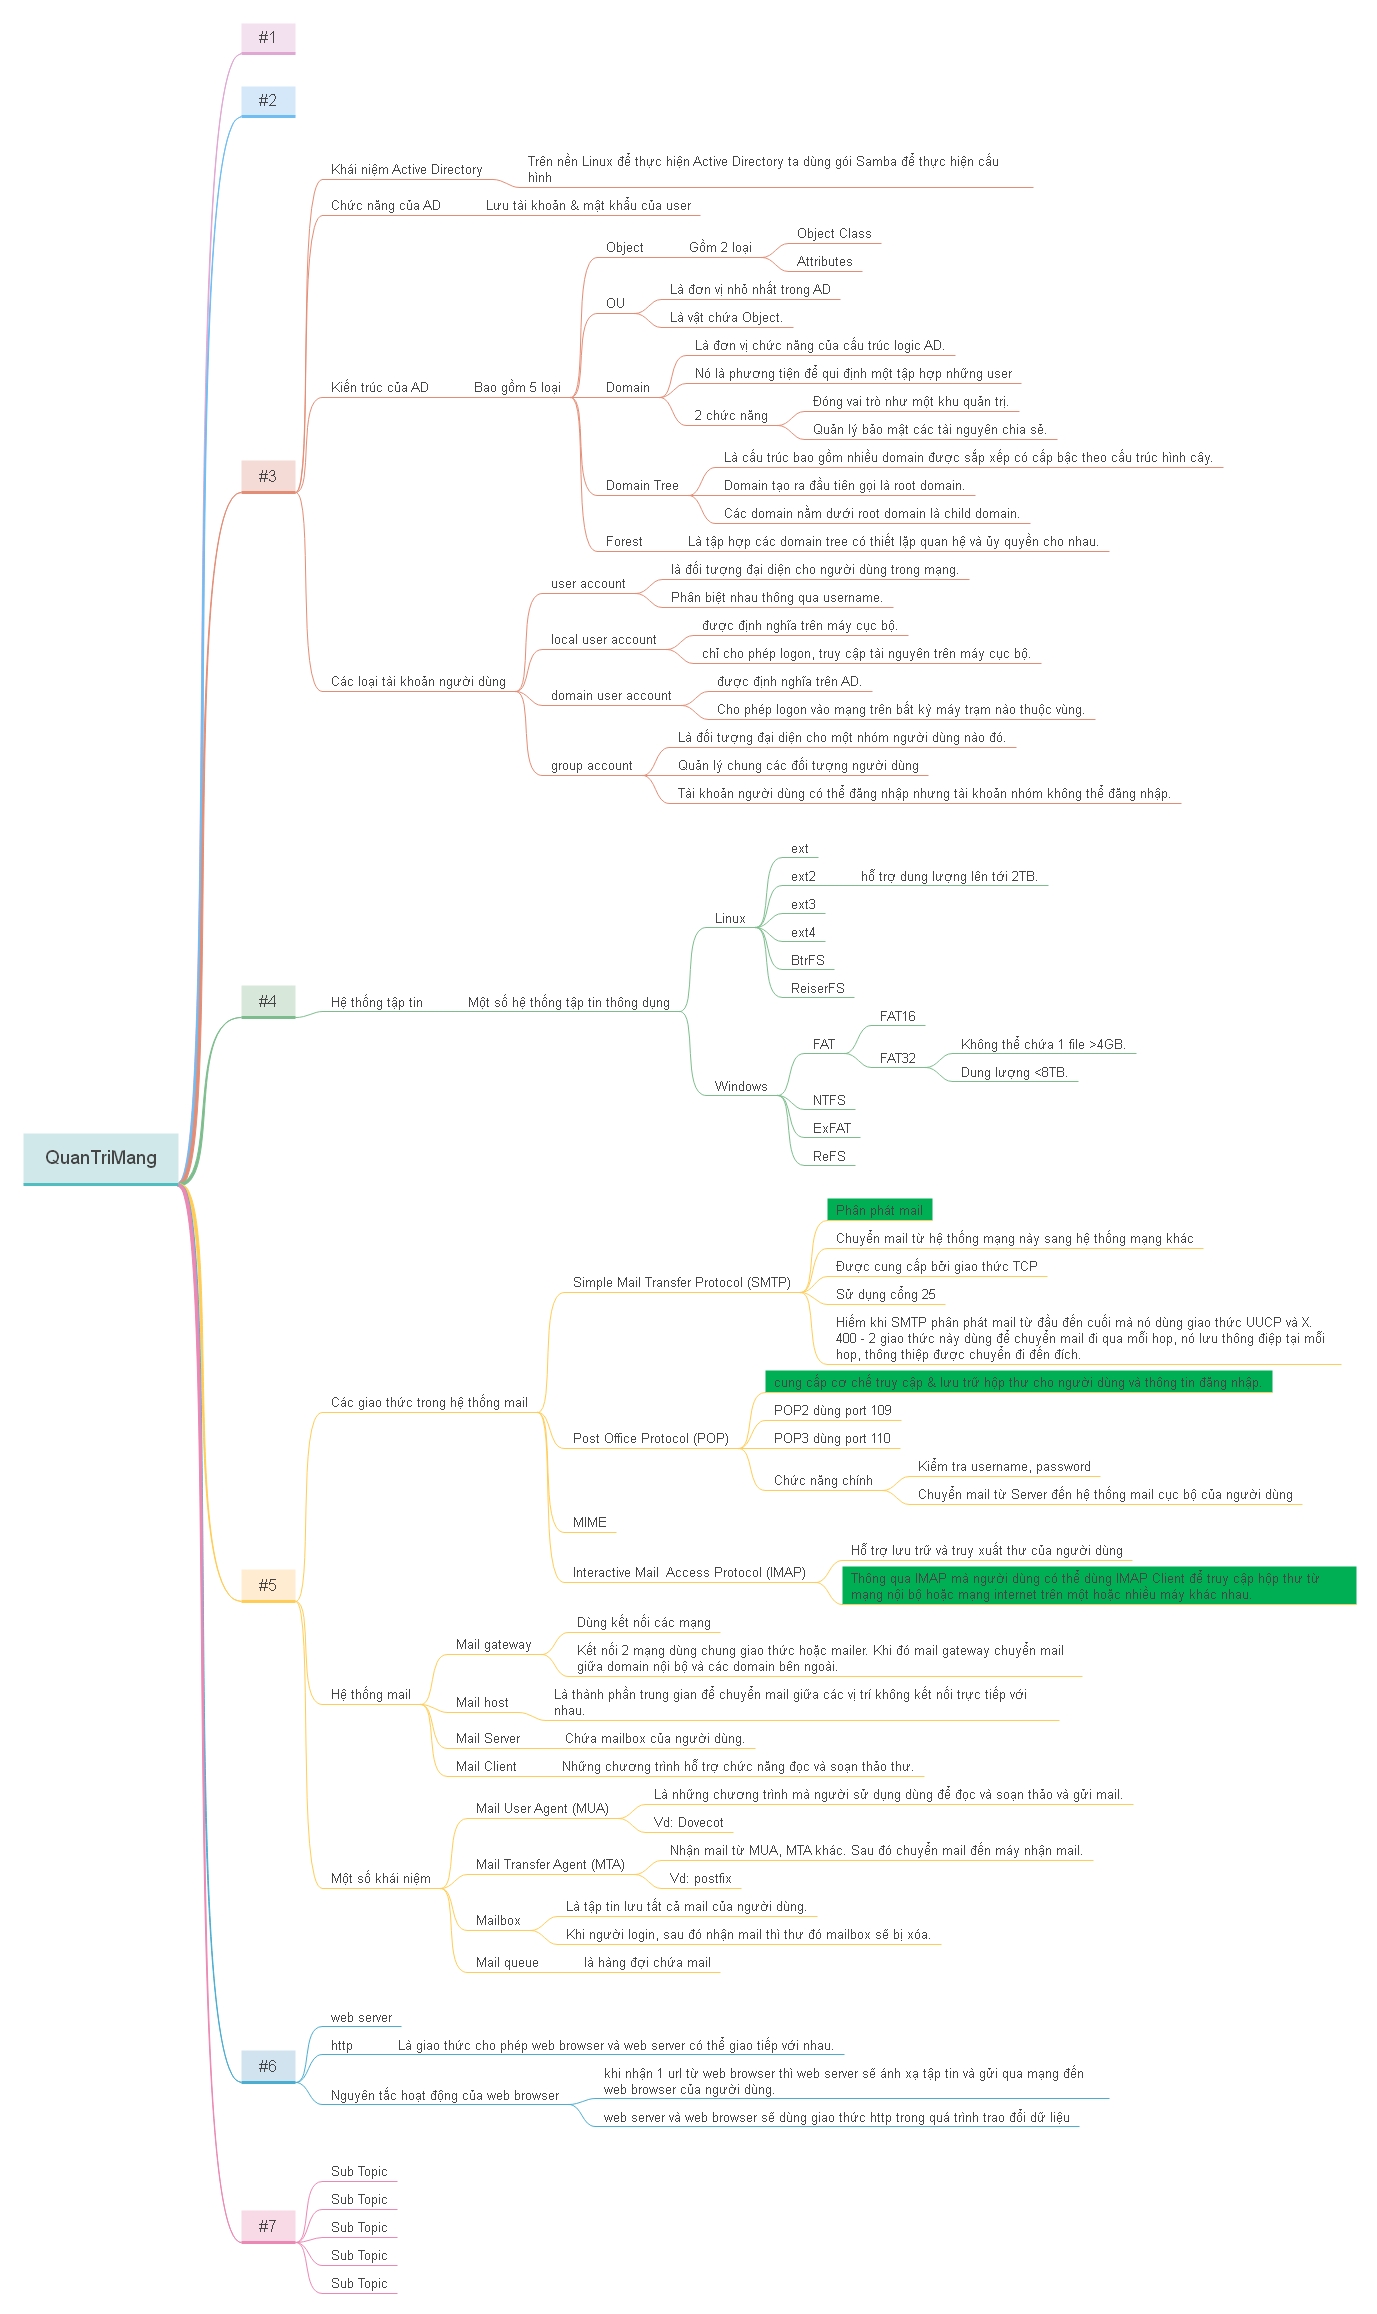 #1
#2
Khái niệm Active Directory
Trên nền Linux để thực hiện Active Directory ta dùng gói Samba để thực hiện cấu
hình
Chức năng của AD
Lưu tài khoản & mật khẩu của user
Object
Gồm 2 loại
Object Class
Attributes
OU
Là đơn vị nhỏ nhất trong AD
Là vật chứa Object.
Kiến trúc của AD
Bao gồm 5 loại
Domain
Là đơn vị chức năng của cấu trúc logic AD.
Nó là phương tiện để qui định một tập hợp những user
2 chức năng
Đóng vai trò như một khu quản trị.
Quản lý bảo mật các tài nguyên chia sẻ.
#3
Domain Tree
Là cấu trúc bao gồm nhiều domain được sắp xếp có cấp bậc theo cấu trúc hình cây.
Domain tạo ra đầu tiên gọi là root domain.
Các domain nằm dưới root domain là child domain.
Forest
Là tập hợp các domain tree có thiết lặp quan hệ và ủy quyền cho nhau.
Các loại tài khoản người dùng
user account
là đối tượng đại diện cho người dùng trong mạng.
Phân biệt nhau thông qua username.
local user account
được định nghĩa trên máy cục bộ.
chỉ cho phép logon, truy cập tài nguyên trên máy cục bộ.
domain user account
được định nghĩa trên AD.
Cho phép logon vào mạng trên bất kỳ máy trạm nào thuộc vùng.
group account
Là đối tượng đại diện cho một nhóm người dùng nào đó.
Quản lý chung các đối tượng người dùng
Tài khoản người dùng có thể đăng nhập nhưng tài khoản nhóm không thể đăng nhập.
#4
Hệ thống tập tin
Một số hệ thống tập tin thông dụng
Linux
ext
ext2
hỗ trợ dung lượng lên tới 2TB.
ext3
ext4
BtrFS
ReiserFS
Windows
FAT
FAT16
FAT32
Không thể chứa 1 file >4GB.
Dung lượng <8TB.
NTFS
ExFAT
ReFS
QuanTriMang
#5
Các giao thức trong hệ thống mail
Simple Mail Transfer Protocol (SMTP)
Phân phát mail
Chuyển mail từ hệ thống mạng này sang hệ thống mạng khác
Được cung cấp bởi giao thức TCP
Sử dụng cổng 25
Hiếm khi SMTP phân phát mail từ đầu đến cuối mà nó dùng giao thức UUCP và X.
400 - 2 giao thức này dùng để chuyển mail đi qua mỗi hop, nó lưu thông điệp tại mỗi
hop, thông thiệp được chuyển đi đến đích.
Post Office Protocol (POP)
cung cấp cơ chế truy cập & lưu trữ hộp thư cho người dùng và thông tin đăng nhập.
POP2 dùng port 109
POP3 dùng port 110
Chức năng chính
Kiểm tra username, password
Chuyển mail từ Server đến hệ thống mail cục bộ của người dùng
MIME
Interactive Mail  Access Protocol (IMAP)
Hỗ trợ lưu trữ và truy xuất thư của người dùng
Thông qua IMAP mà người dùng có thể dùng IMAP Client để truy cập hộp thư từ
mạng nội bộ hoặc mạng internet trên một hoặc nhiều máy khác nhau.
Hệ thống mail
Mail gateway
Dùng kết nối các mạng
Kết nối 2 mạng dùng chung giao thức hoặc mailer. Khi đó mail gateway chuyển mail
giữa domain nội bộ và các domain bên ngoài.
Mail host
Là thành phần trung gian để chuyển mail giữa các vị trí không kết nối trực tiếp với
nhau.
Mail Server
Chứa mailbox của người dùng.
Mail Client
Những chương trình hỗ trợ chức năng đọc và soạn thảo thư.
Một số khái niệm
Mail User Agent (MUA)
Là những chương trình mà người sử dụng dùng để đọc và soạn thảo và gửi mail.
Vd: Dovecot
Mail Transfer Agent (MTA)
Nhận mail từ MUA, MTA khác. Sau đó chuyển mail đến máy nhận mail.
Vd: postfix
Mailbox
Là tập tin lưu tất cả mail của người dùng.
Khi người login, sau đó nhận mail thì thư đó mailbox sẽ bị xóa.
Mail queue
là hàng đợi chứa mail
#6
web server
http
Là giao thức cho phép web browser và web server có thể giao tiếp với nhau.
Nguyên tắc hoạt động của web browser
khi nhận 1 url từ web browser thì web server sẽ ánh xạ tập tin và gửi qua mạng đến
web browser của người dùng.
web server và web browser sẽ dùng giao thức http trong quá trình trao đổi dữ liệu
#7
Sub Topic
Sub Topic
Sub Topic
Sub Topic
Sub Topic